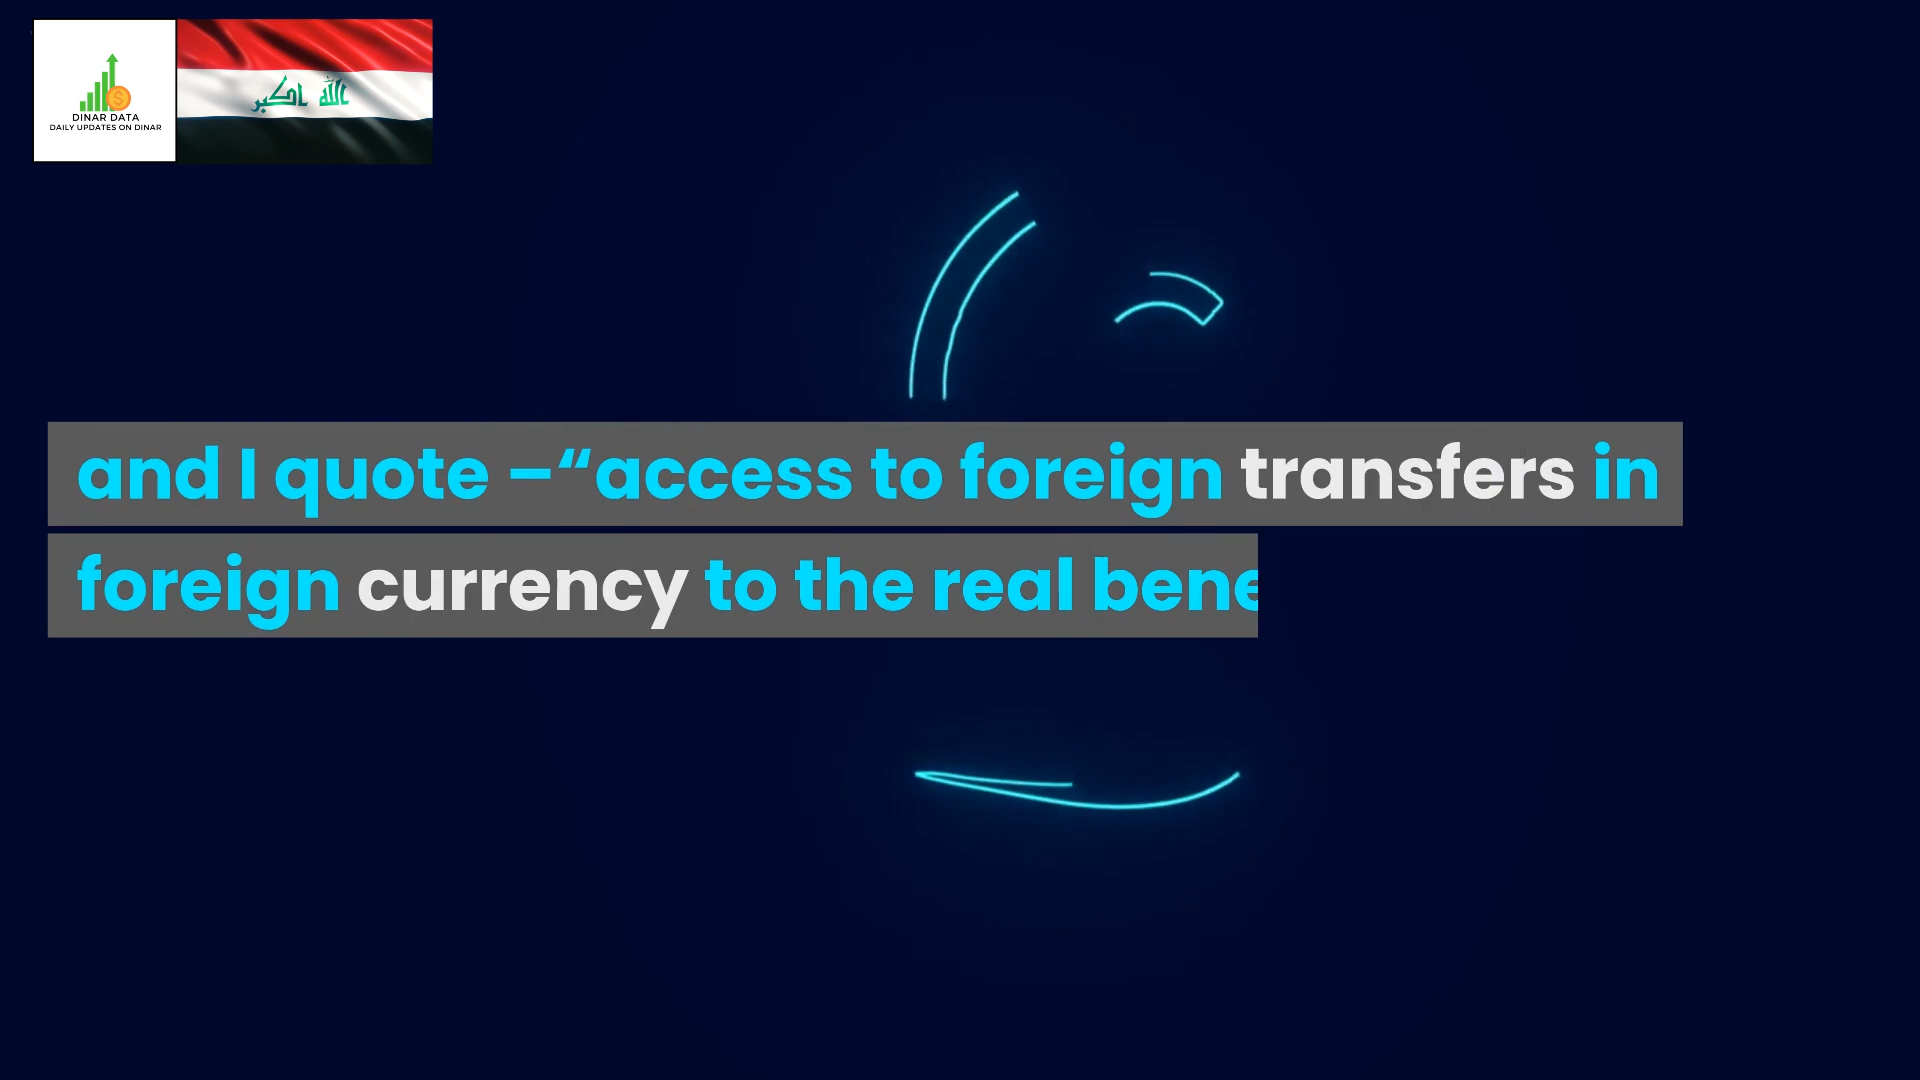 DINAR DATA
DAILY UPDATES ON DINAR
الله اكبر
and I quote –“access to foreign transfers in
foreign currency to the real bene